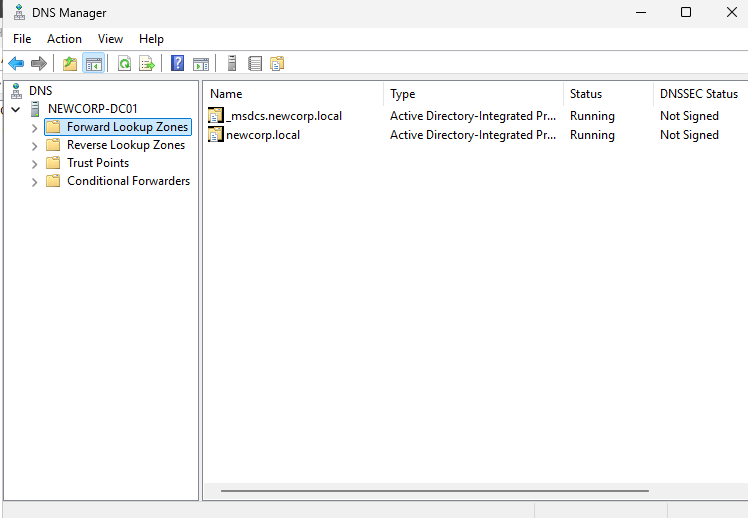 DNS Manager
File Action View Help
DNS
NEWCORP-DC01
Forward Lookup Zones
Reverse Lookup Zones
Trust Points
Conditional Forwarders
Name Type Status DNSSEC Status
_msdcs.newcorp.local Active Directory-Integrated Pr... Running Not Signed
newcorp.local Active Directory-Integrated Pr... Running Not Signed